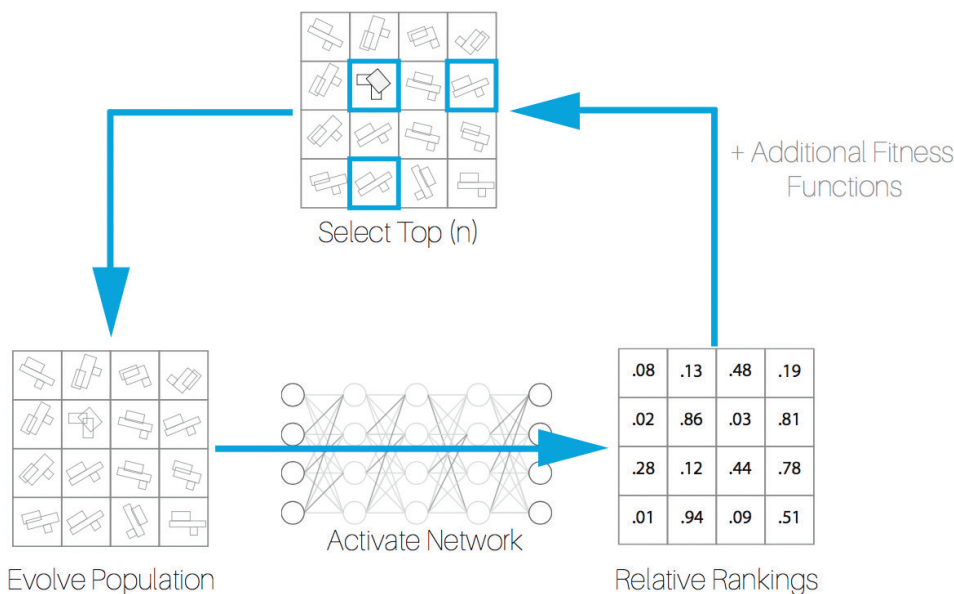 + Additional Fitness
Functions
Select Top (n)
.08 .13 .48 .19
.02 .86 .03 .81
.28 .12 .44 .78
.01 .94 .09 .51
Activate Network
Evolve Population
Relative Rankings